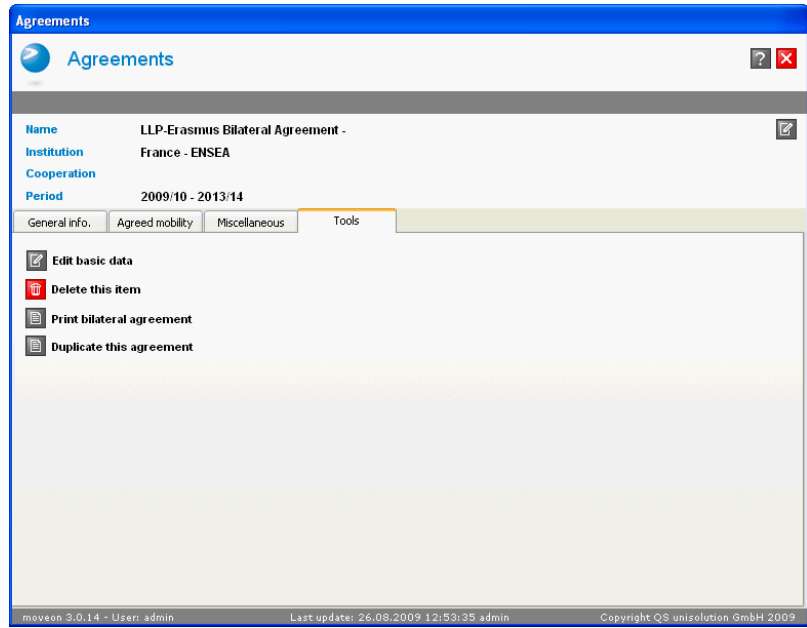 Agreements
Agreements
?
Name LLP-Erasmus Bilateral Agreement -
Institution France - ENSEA
Cooperation
Period 2009/10 - 2013/14
General info. Agreed mobility Miscellaneous Tools
Edit basic data
Delete this item
Print bilateral agreement
Duplicate this agreement
moveon 3.0.14 - User: admin Last update: 26.08.2009 12:53:35 admin Copyright QS unisolution GmbH 2009